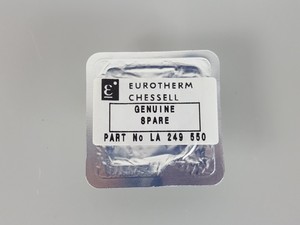 EUROTHERM
CHESSELL
GENUINE
SPARE
PART No LA 249 550